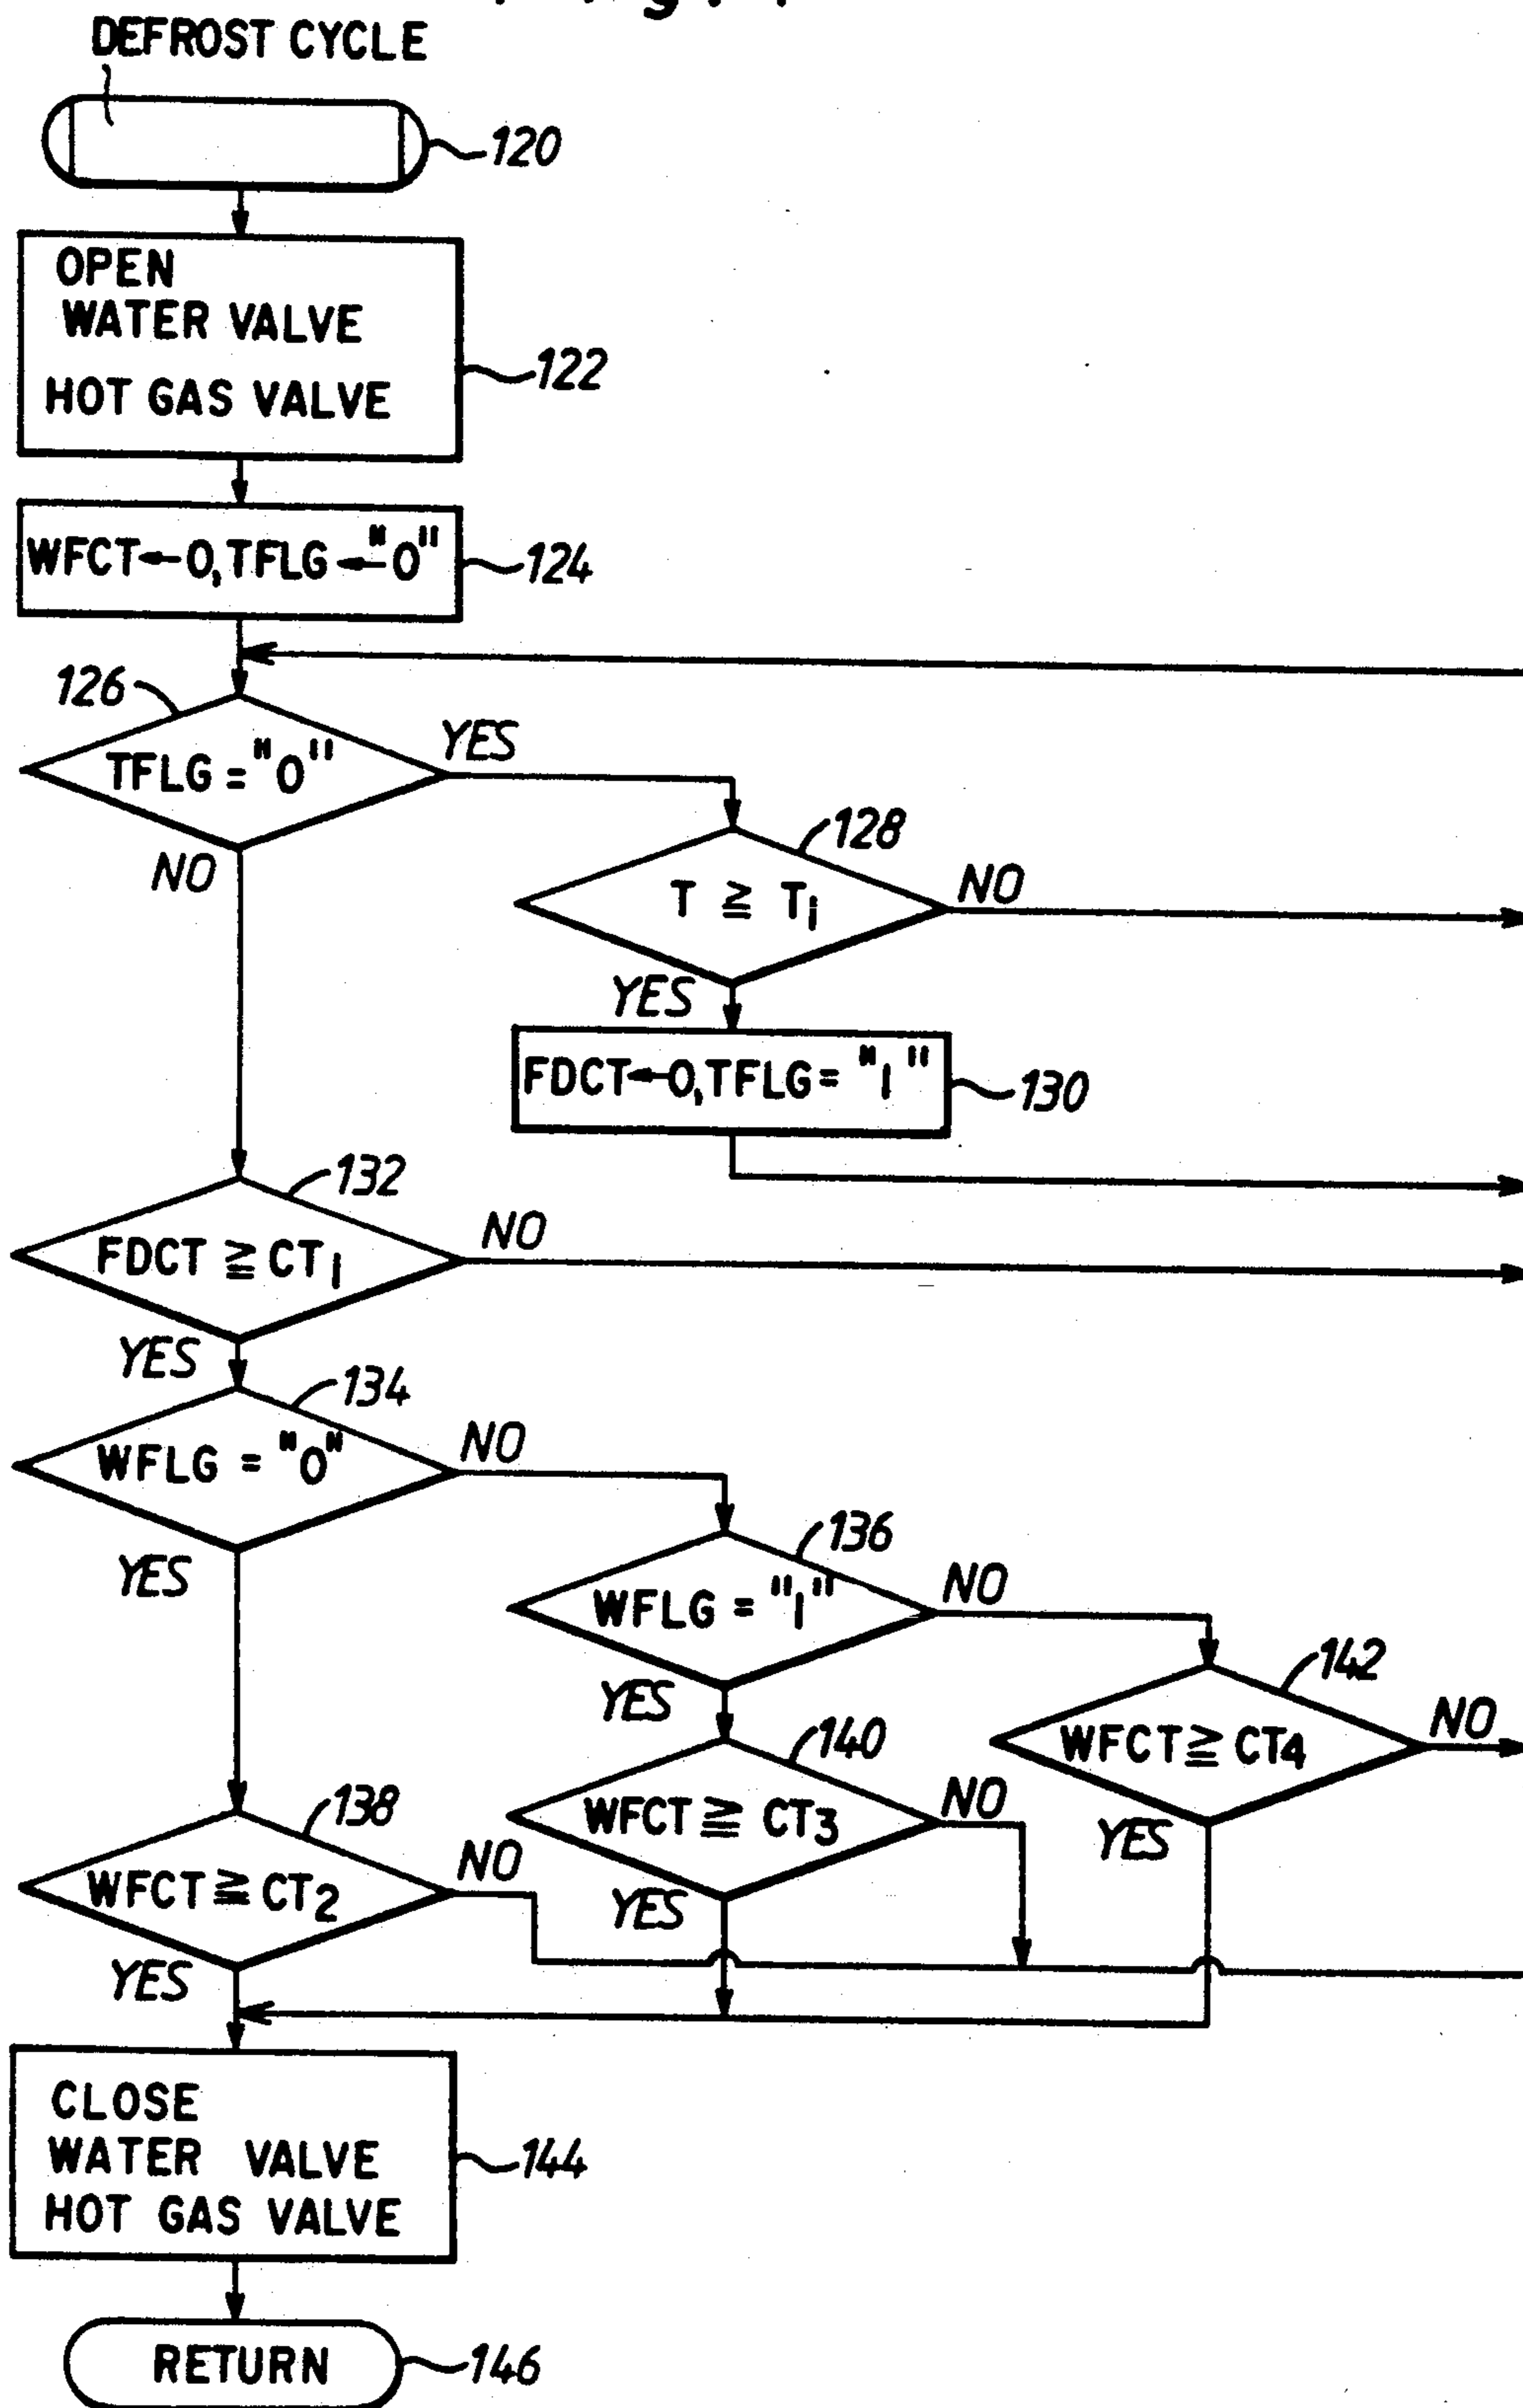 DEFROST CYCLE
120
OPEN
WATER VALVE
HOT GAS VALVE
122
WFCT←0,TFLG←"0"
124
126
TFLG="0"
YES
NO
128
T ≧ T1
NO
YES
FDCT←0,TFLG="1"
130
132
FDCT ≧ CT1
NO
YES
134
WFLG = "0"
NO
YES
136
WFLG = "1"
NO
YES
142
WFCT ≧ CT4
NO
YES
140
WFCT ≧ CT3
NO
YES
138
WFCT ≧ CT2
NO
YES
CLOSE
WATER VALVE
HOT GAS VALVE
144
RETURN
146